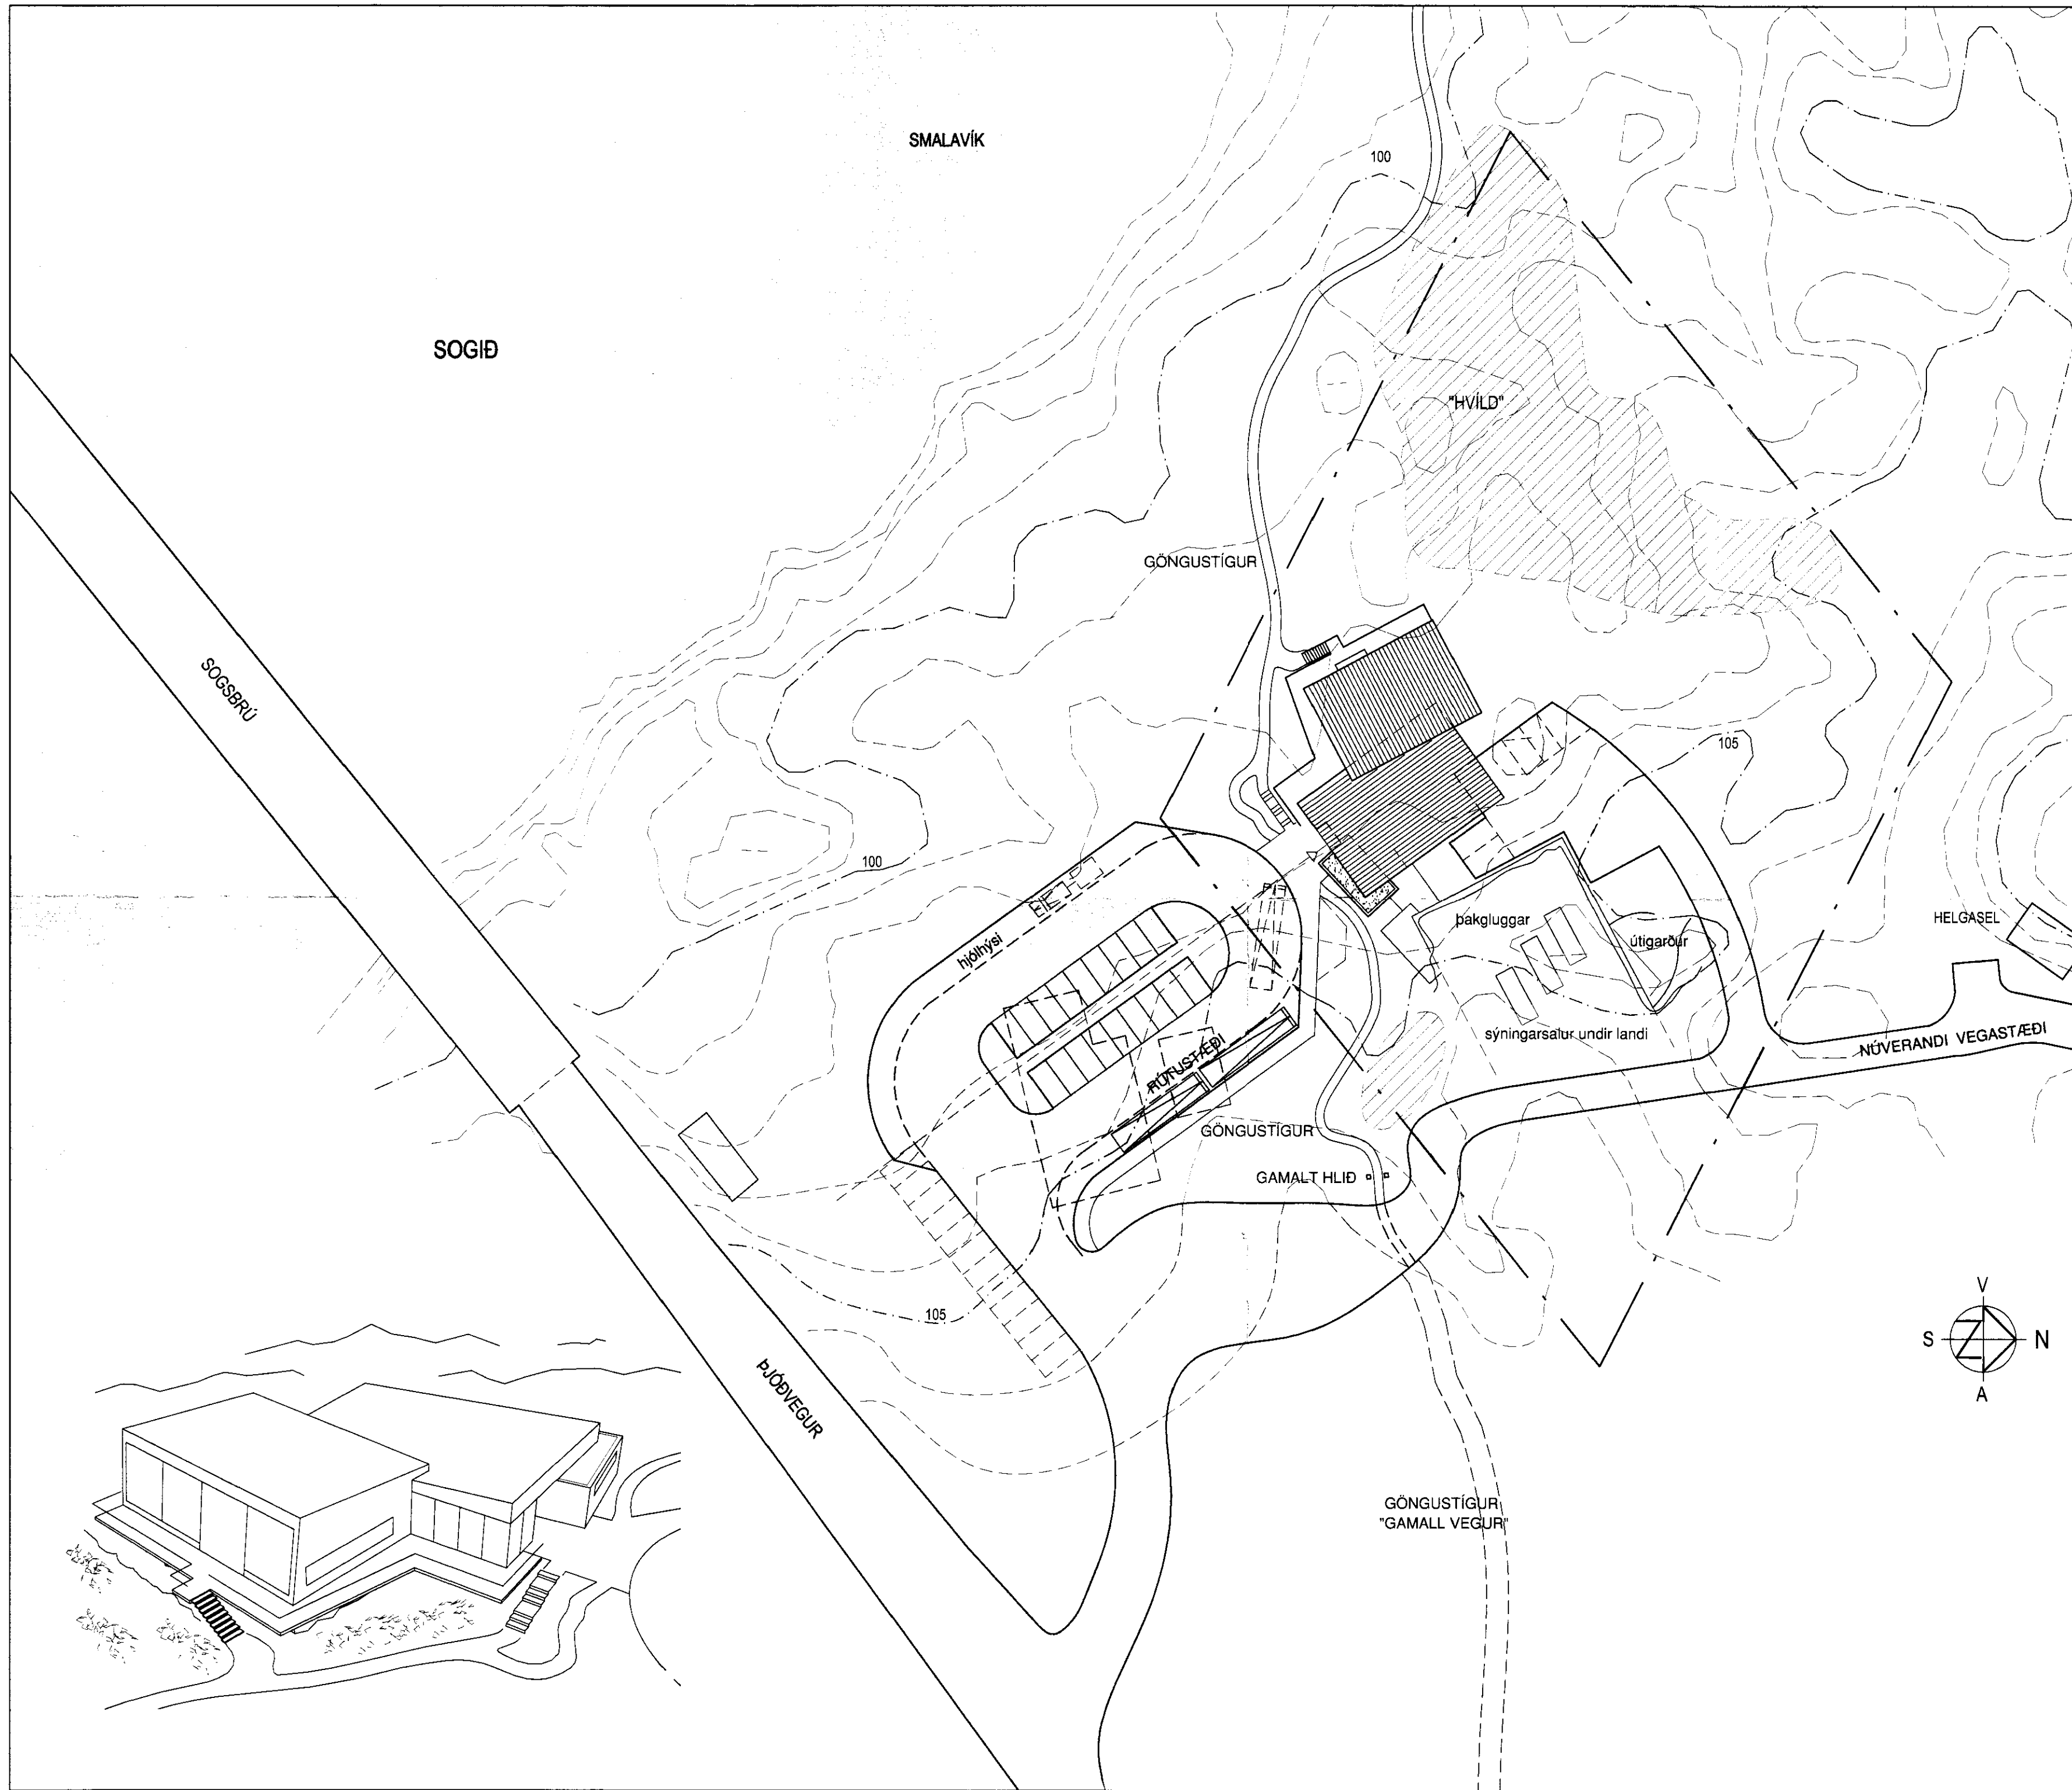 SMALAVÍK
100
SOGIÐ
"HVÍLD"
GÖNGUSTÍGUR
SOGSBRÚ
105
100
þakgluggar
HELGASEL
hjólhýsi
útigarður
sýningarsalur undir landi
NÚVERANDI VEGASTÆÐI
RÚTUSTÆÐI
GÖNGUSTÍGUR
GAMALT HLIÐ
V
105
S
N
A
ÞJÓÐVEGUR
GÖNGUSTÍGUR
"GAMALL VEGUR"